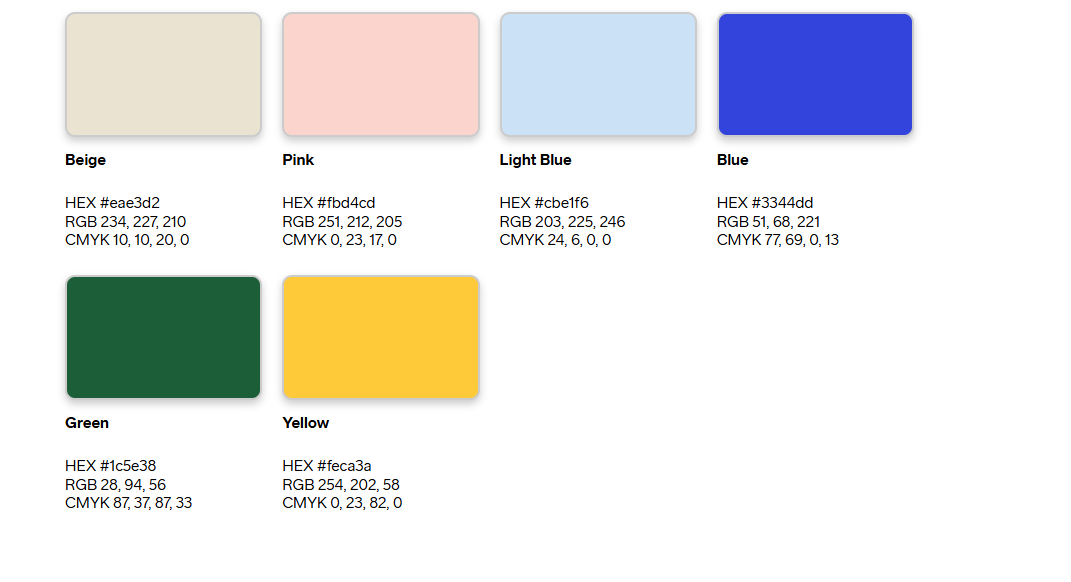 Beige
HEX #eae3d2
RGB 234, 227, 210
CMYK 10, 10, 20, 0
Pink
HEX #fbd4cd
RGB 251, 212, 205
CMYK 0, 23, 17, 0
Light Blue
HEX #cbe1f6
RGB 203, 225, 246
CMYK 24, 6, 0, 0
Blue
HEX #3344dd
RGB 51, 68, 221
CMYK 77, 69, 0, 13
Green
HEX #1c5e38
RGB 28, 94, 56
CMYK 87, 37, 87, 33
Yellow
HEX #feca3a
RGB 254, 202, 58
CMYK 0, 23, 82, 0